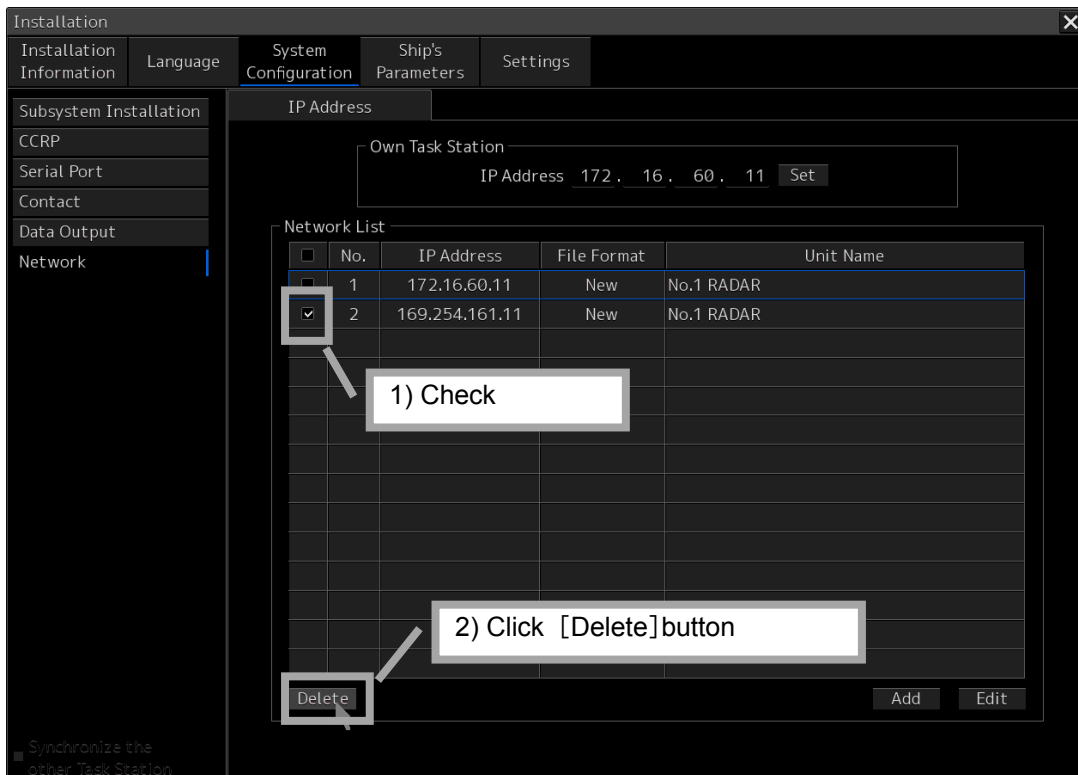 Installation
Installation Information
Language
System Configuration
Ship's Parameters
Settings
Subsystem Installation
CCRP
Serial Port
Contact
Data Output
Network
IP Address
Own Task Station
IP Address 172. 16. 60. 11 Set
Network List
No. IP Address File Format Unit Name
1 172.16.60.11 New No.1 RADAR
2 169.254.161.11 New No.1 RADAR
1) Check
2) Click [Delete]button
Delete Add Edit
Synchronize the
other Task Station